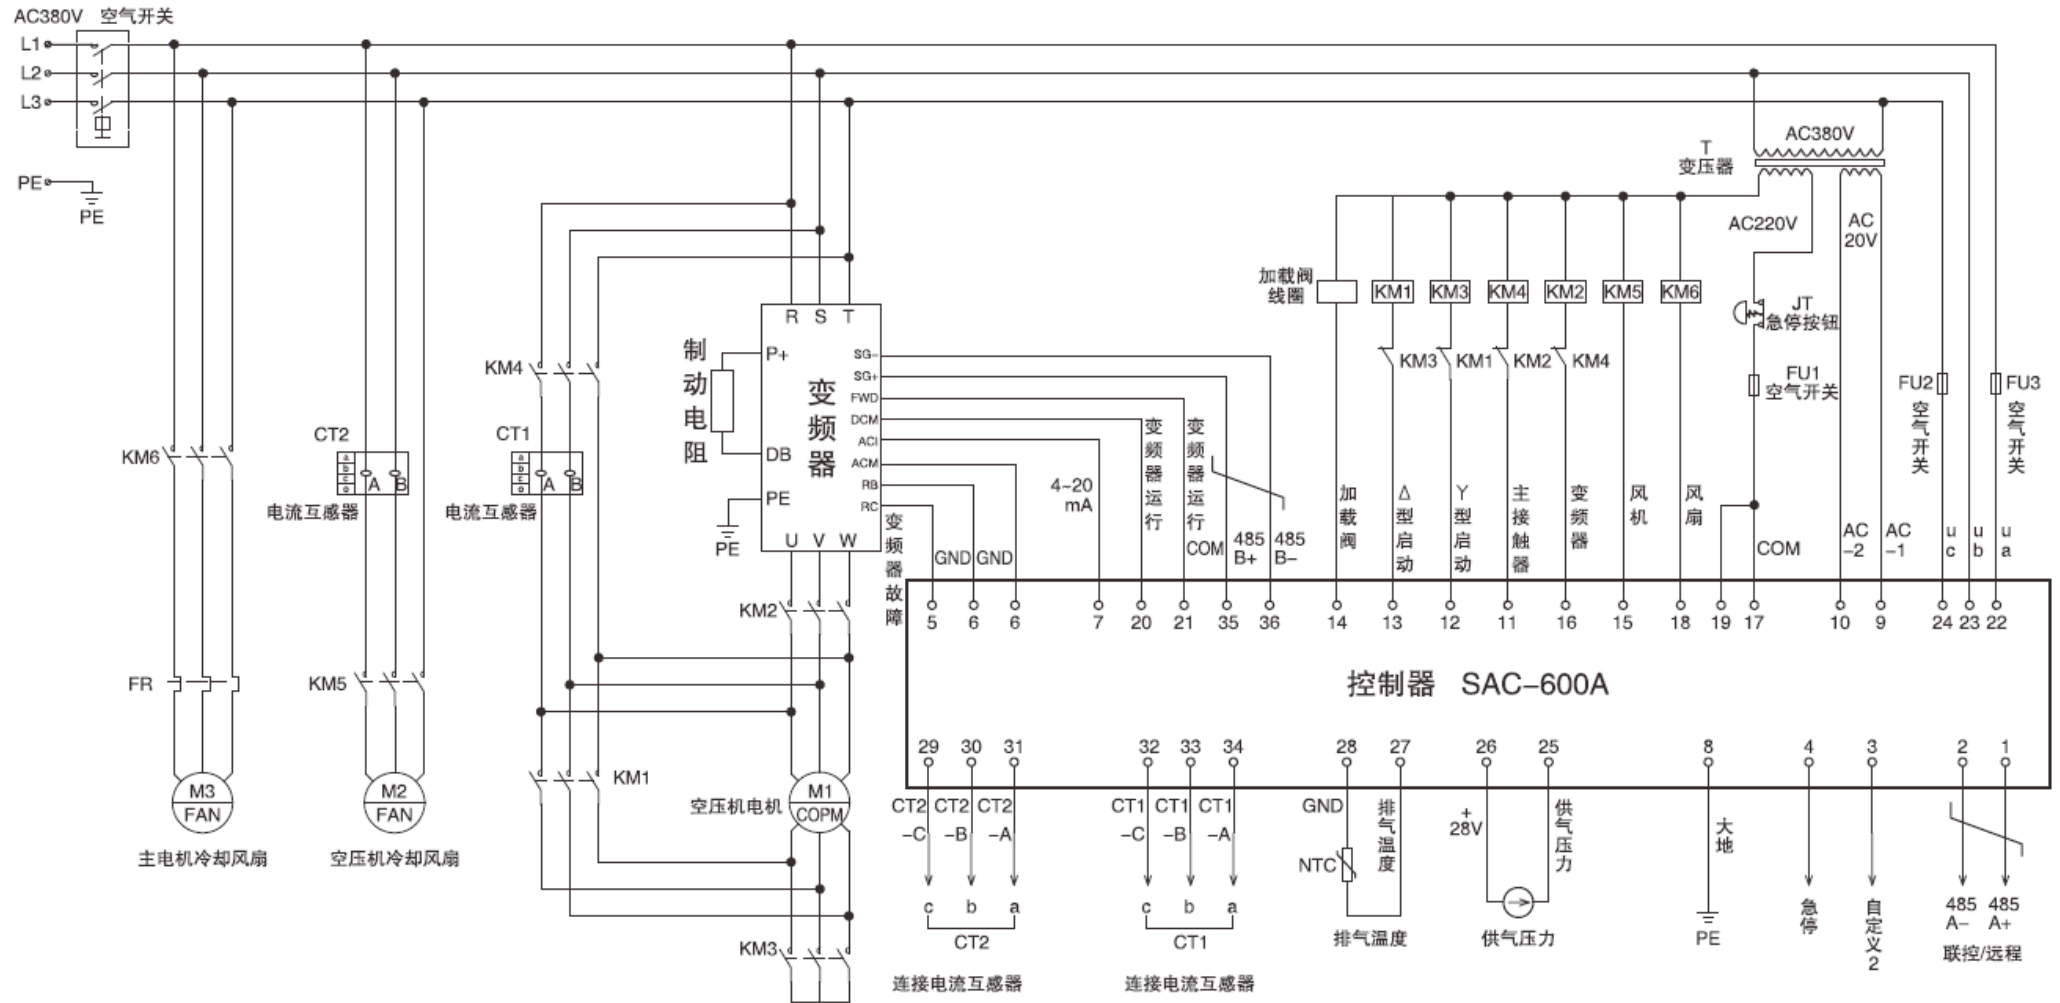 AC380V 空气开关
L1
L2
L3
PE
PE
AC380V
T
变压器
AC220V
AC
20V
加载阀
线圈
KM1
KM3
KM4
KM2
KM5
KM6
JT
急停按钮
KM3
KM1
KM2
KM4
FU1
空气开关
FU2
空气开关
FU3
空气开关
R S T
制动电阻
P+
DB
PE
PE
变频器
SG-
SG+
FWD
DCM
ACI
ACM
RB
RC
U V W
KM4
CT1
A B
a
b
c
o
电流互感器
CT2
A B
a
b
c
o
电流互感器
KM6
FR
KM5
KM2
KM1
KM3
M3
FAN
主电机冷却风扇
M2
FAN
空压机冷却风扇
空压机电机
M1
COPM
变频器故障
GND
GND
4~20
mA
变频器运行
变频器运行
COM
485
B+
485
B-
加载阀
Δ型启动
Y型启动
主接触器
变频器
风机
风扇
COM
AC
-2
AC
-1
uc
ub
ua
5 6 6 7 20 21 35 36 14 13 12 11 16 15 18 19 17 10 9 24 23 22
控制器 SAC-600A
29 30 31 32 33 34 28 27 26 25 8 4 3 2 1
CT2
-C
CT2
-B
CT2
-A
c b a
CT2
连接电流互感器
CT1
-C
CT1
-B
CT1
-A
c b a
CT1
连接电流互感器
GND
NTC
排气温度
排气温度
+
28V
供气压力
供气压力
大地
PE
急停
自定义2
485
A-
485
A+
联控/远程